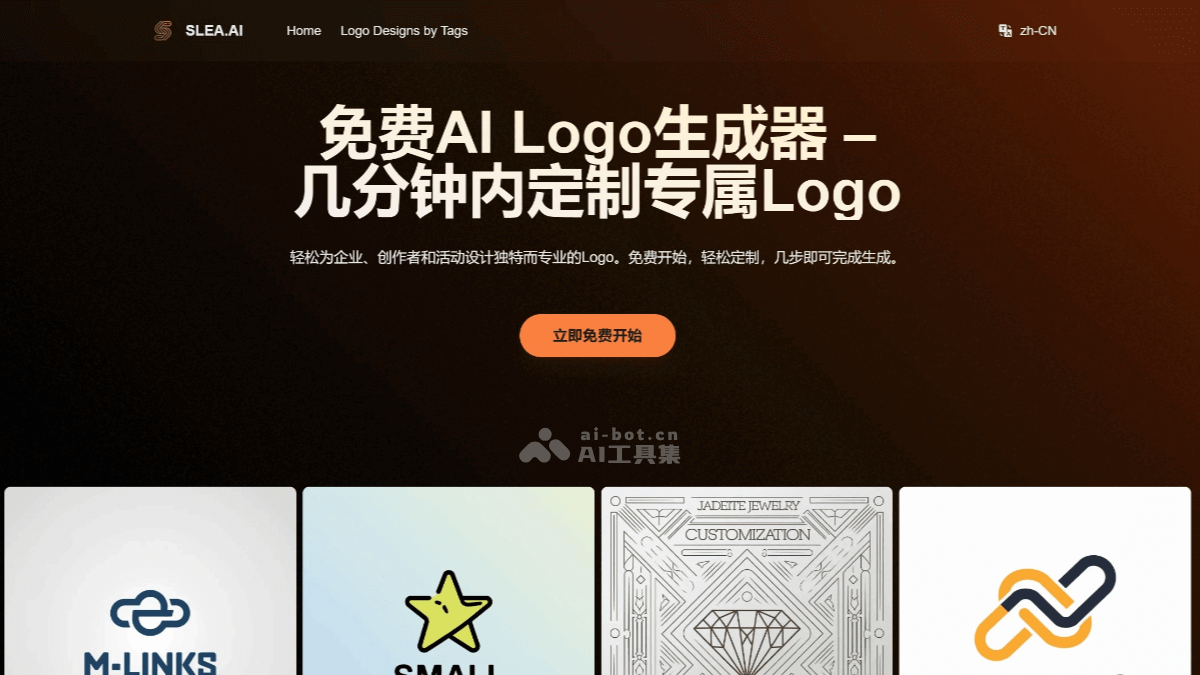 SLEA.AI
Home
Logo Designs by Tags
zh-CN
免费AI Logo生成器 –
几分钟内定制专属Logo
轻松为企业、创作者和活动设计独特而专业的Logo。免费开始，轻松定制，几步即可完成生成。
立即免费开始
ai-bot.cn
AI工具集
M-LINKS
SMALL
JADEITE JEWELRY
CUSTOMIZATION